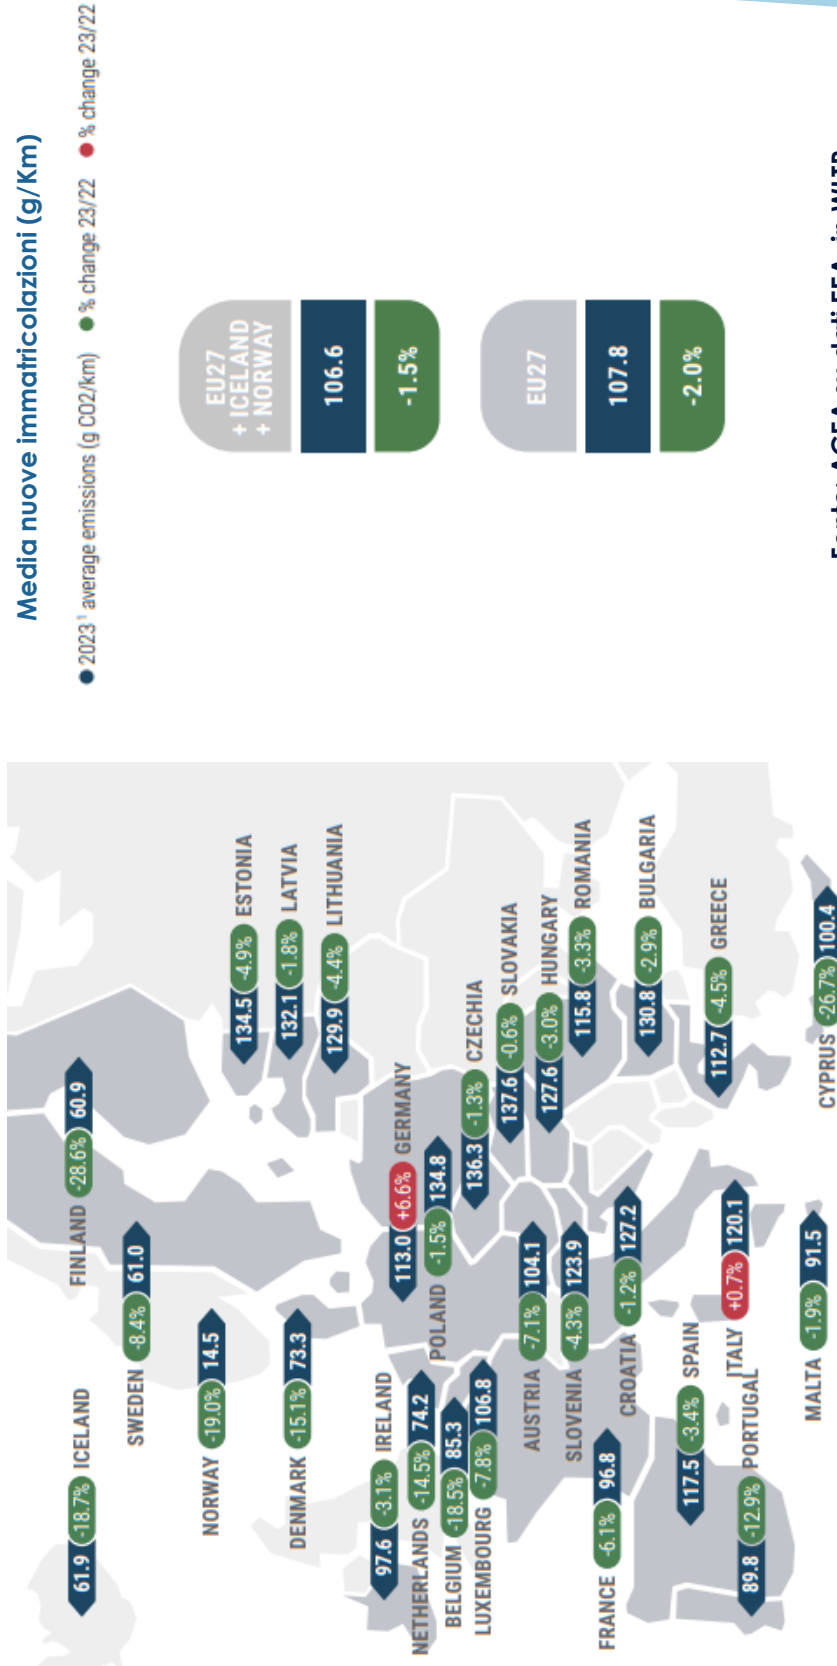 Media nuove immatricolazioni (g/Km)
2023¹ average emissions (g CO2/km) % change 23/22 % change 23/22
EU27
+ ICELAND
+ NORWAY
106.6
-1.5%
EU27
107.8
-2.0%
61.9 -18.7% ICELAND
FINLAND -28.6% 60.9
SWEDEN -8.4% 61.0
NORWAY -19.0% 14.5
134.5 -4.9% ESTONIA
132.1 -1.8% LATVIA
DENMARK -15.1% 73.3
129.9 -4.4% LITHUANIA
97.6 -3.1% IRELAND
113.0 +6.6% GERMANY
NETHERLANDS -14.5% 74.2
POLAND -1.5% 134.8
BELGIUM -18.5% 85.3
136.3 -1.3% CZECHIA
LUXEMBOURG -7.8% 106.8
137.6 -0.6% SLOVAKIA
AUSTRIA -7.1% 104.1
127.6 -3.0% HUNGARY
SLOVENIA -4.3% 123.9
115.8 -3.3% ROMANIA
FRANCE -6.1% 96.8
CROATIA -1.2% 127.2
130.8 -2.9% BULGARIA
117.5 -3.4% SPAIN
112.7 -4.5% GREECE
ITALY +0.7% 120.1
89.8 -12.9% PORTUGAL
MALTA -1.9% 91.5
CYPRUS -26.7% 100.4